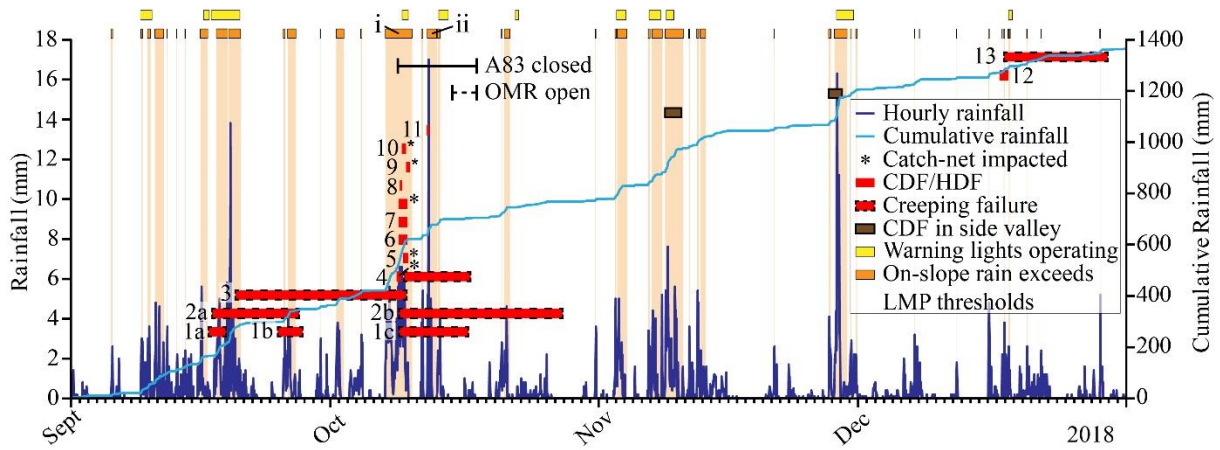 i ii
18 1400
16 1200
14 1000
12 800
10 600
8 400
6 200
4 0
2
0
Rainfall (mm)
Cumulative Rainfall (mm)
A83 closed
OMR open
13
12
11
10 *
9 *
8
*
7
6
5 *
4 *
3
2a 2b
1a 1b 1c
Hourly rainfall
Cumulative rainfall
* Catch-net impacted
CDF/HDF
Creeping failure
CDF in side valley
Warning lights operating
On-slope rain exceeds
LMP thresholds
Sept Oct Nov Dec 2018